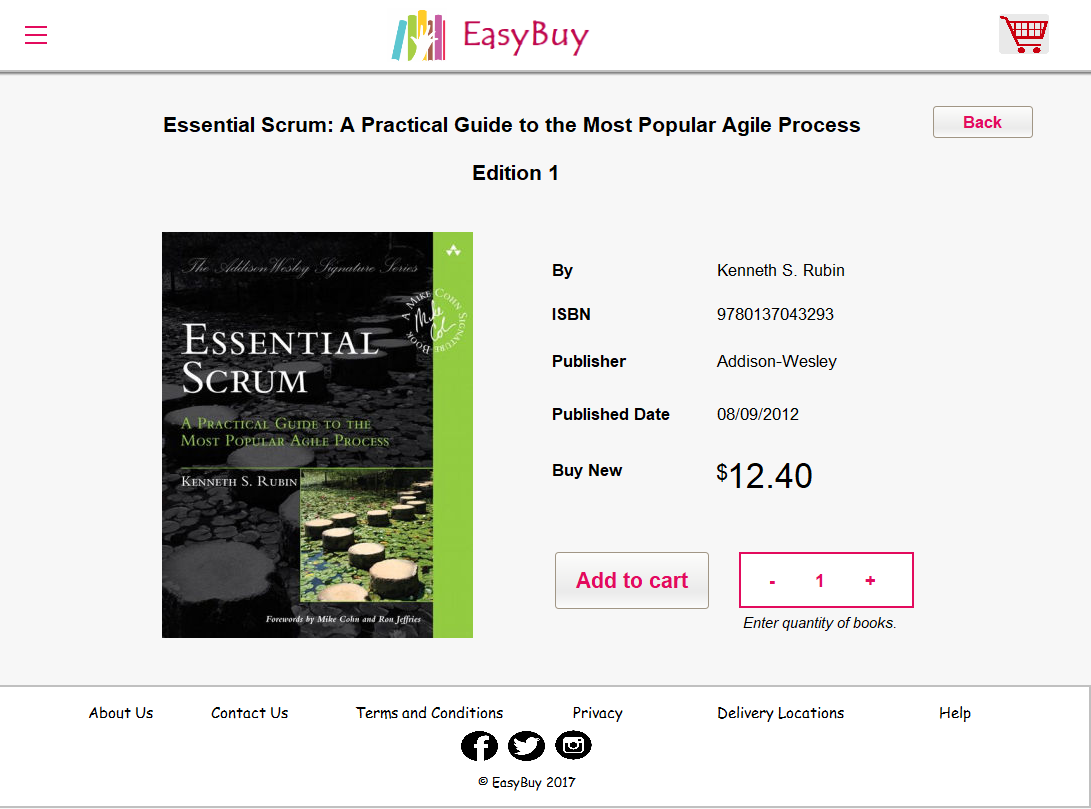 EasyBuy
Essential Scrum: A Practical Guide to the Most Popular Agile Process
Back
Edition 1
The Addison Wesley Signature Series
A MIKE COHN SIGNATURE BOOK
Mike Cohn
ESSENTIAL
SCRUM
A PRACTICAL GUIDE TO THE
MOST POPULAR AGILE PROCESS
KENNETH S. RUBIN
Forewords by Mike Cohn and Ron Jeffries
By Kenneth S. Rubin
ISBN 9780137043293
Publisher Addison-Wesley
Published Date 08/09/2012
Buy New $12.40
Add to cart - 1 +
Enter quantity of books.
About Us Contact Us Terms and Conditions Privacy Delivery Locations Help
© EasyBuy 2017